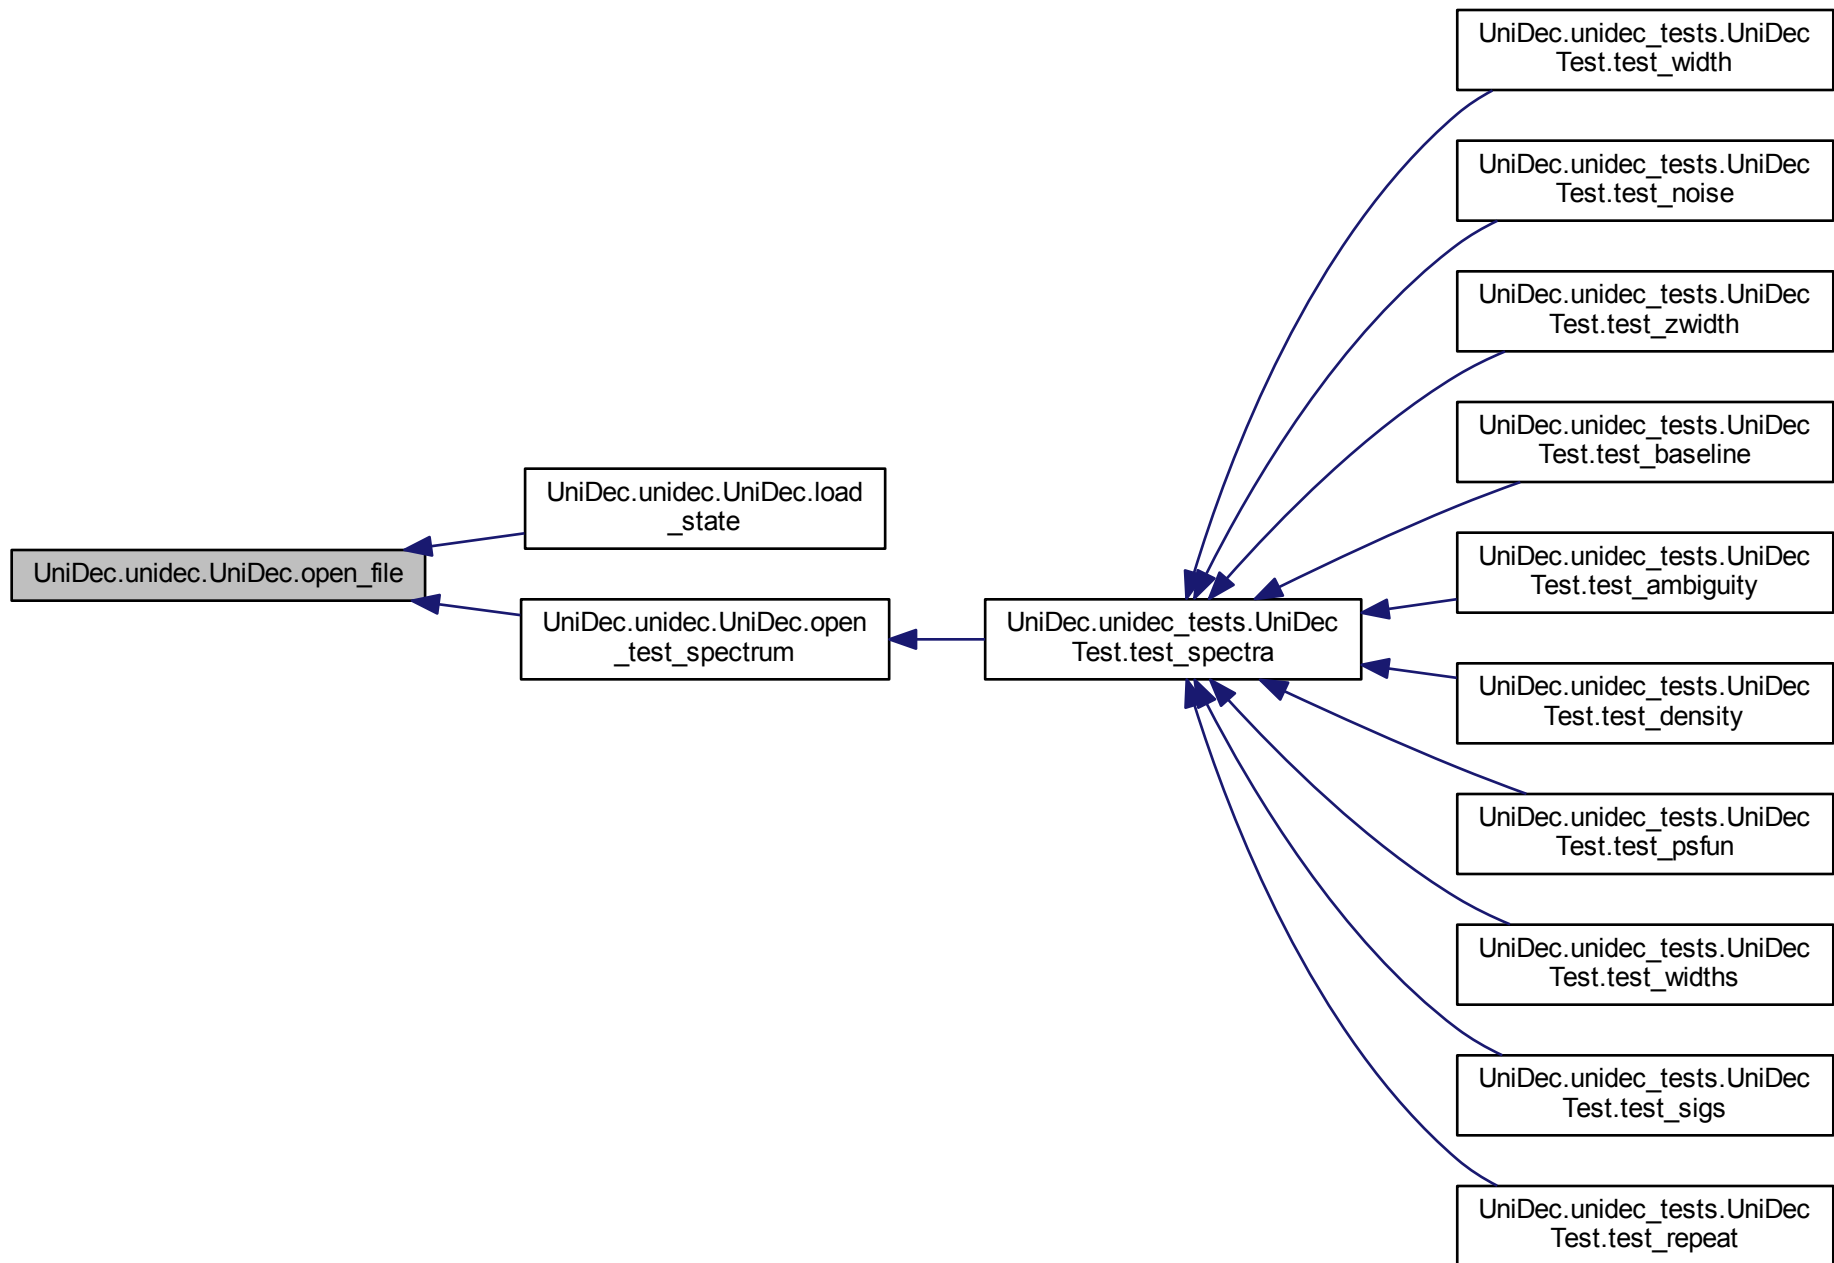 UniDec.unidec.UniDec.open_file
UniDec.unidec.UniDec.load
_state
UniDec.unidec.UniDec.open
_test_spectrum
UniDec.unidec_tests.UniDec
Test.test_spectra
UniDec.unidec_tests.UniDec
Test.test_width
UniDec.unidec_tests.UniDec
Test.test_noise
UniDec.unidec_tests.UniDec
Test.test_zwidth
UniDec.unidec_tests.UniDec
Test.test_baseline
UniDec.unidec_tests.UniDec
Test.test_ambiguity
UniDec.unidec_tests.UniDec
Test.test_density
UniDec.unidec_tests.UniDec
Test.test_psfun
UniDec.unidec_tests.UniDec
Test.test_widths
UniDec.unidec_tests.UniDec
Test.test_sigs
UniDec.unidec_tests.UniDec
Test.test_repeat